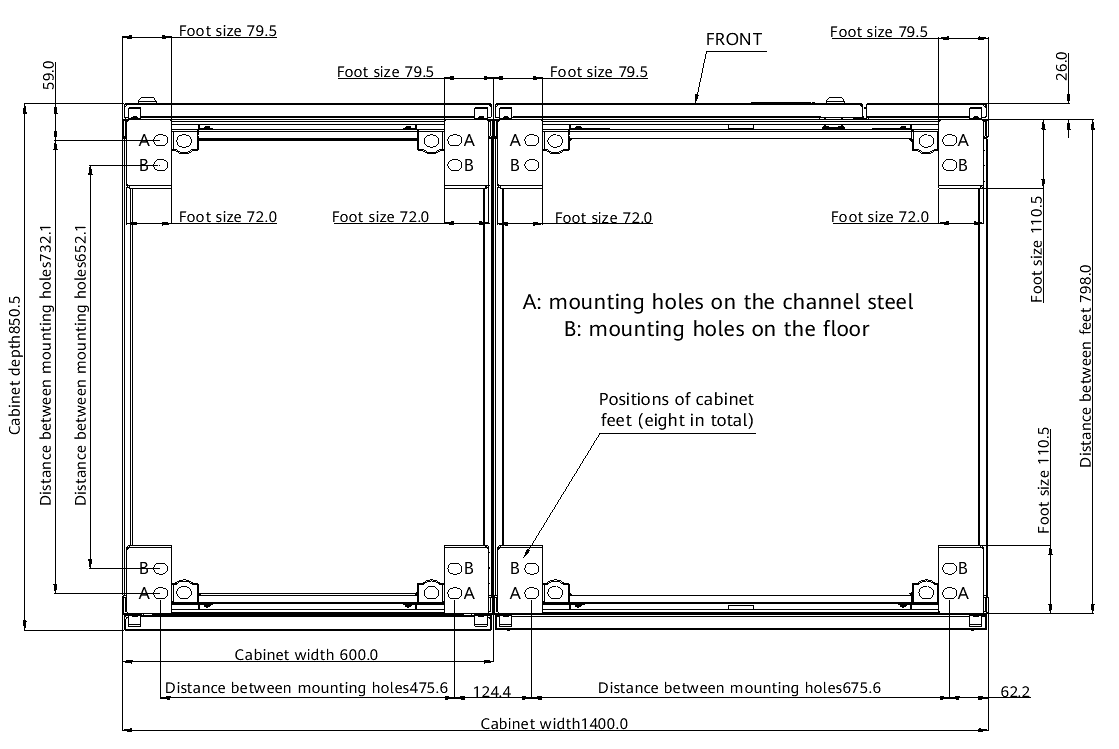 Foot size 79.5
Foot size 79.5
FRONT
59.0
Foot size 79.5
Foot size 79.5
26.0
A
A
A
A
B
B
B
B
Foot size 72.0
Foot size 72.0
Foot size 72.0
Foot size 72.0
Cabinet depth850.5
Distance between mounting holes732.1
Distance between mounting holes652.1
Foot size 110.5
Distance between feet 798.0
A: mounting holes on the channel steel
B: mounting holes on the floor
Positions of cabinet
feet (eight in total)
Foot size 110.5
B
B
B
B
A
A
A
A
Cabinet width 600.0
Distance between mounting holes475.6
124.4
Distance between mounting holes675.6
62.2
Cabinet width1400.0